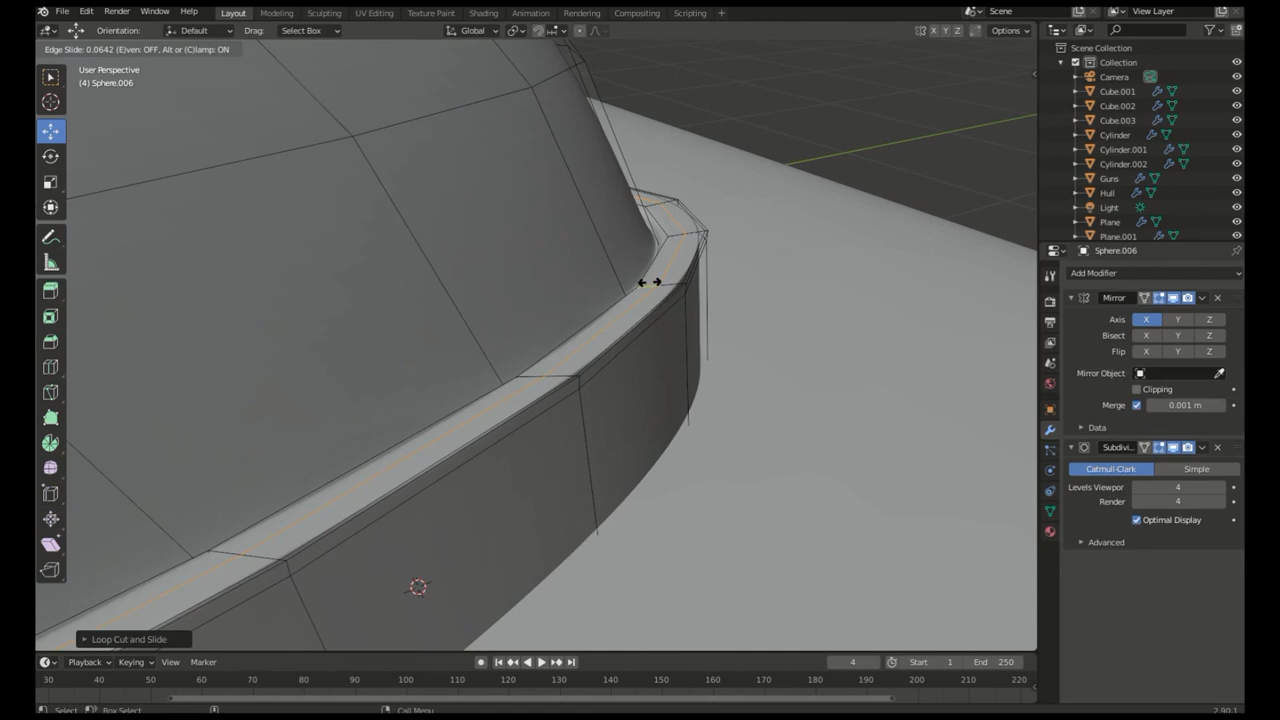 File Edit Render Window Help Layout Modeling Sculpting UV Editing Texture Paint Shading Animation Rendering Compositing Scripting + Scene View Layer
Orientation: Default Drag: Select Box Global X Y Z Options
Edge Slide: 0.0642 (E)ven: OFF, Alt or (C)lamp: ON
User Perspective
(4) Sphere.006
Scene Collection
Collection
Camera
Cube.001
Cube.002
Cube.003
Cylinder
Cylinder.001
Cylinder.002
Guns
Hull
Light
Plane
Plane.001
Sphere.006
Add Modifier
Mirror
Axis X Y Z
Bisect X Y Z
Flip X Y Z
Mirror Object
Clipping
Merge 0.001 m
Data
Subdivi...
Catmull-Clark Simple
Levels Viewpor 4
Render 4
Optimal Display
Advanced
Loop Cut and Slide
Playback Keying View Marker 4 Start 1 End 250
30 40 50 60 70 80 90 100 110 120 130 140 150 160 170 180 190 200 210 220
Select Box Select Call Menu 2.90.1